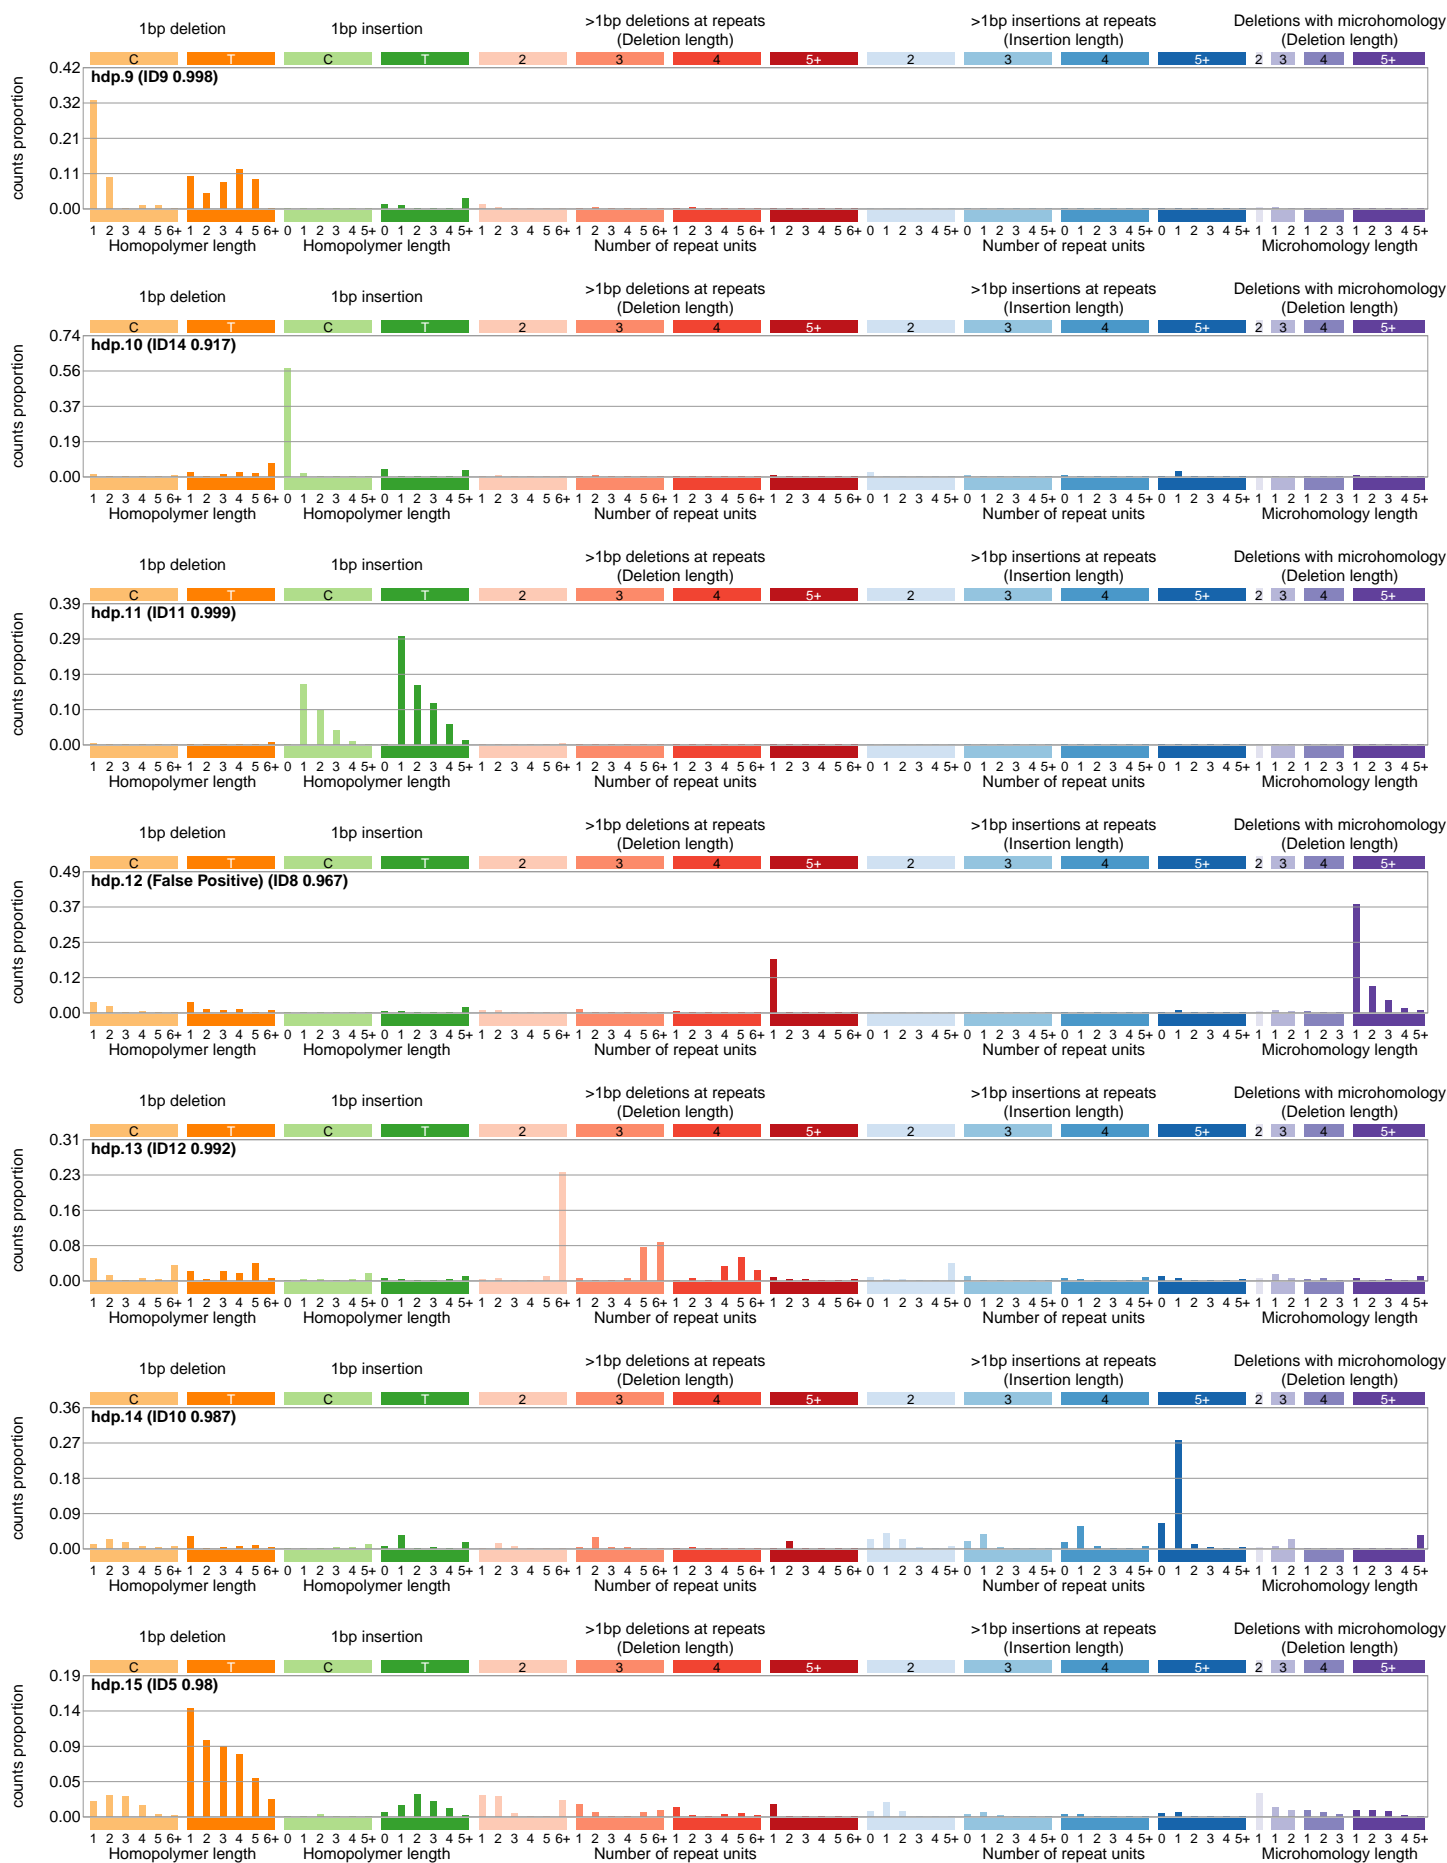 1bp deletion 1bp insertion >1bp deletions at repeats >1bp insertions at repeats Deletions with microhomology
(Deletion length) (Insertion length) (Deletion length)
C T C T 2 3 4 5+ 2 3 4 5+ 2 3 4 5+
hdp.9 (ID9 0.998)
counts proportion
0.42
0.32
0.21
0.11
0.00
1 2 3 4 5 6+ 1 2 3 4 5 6+ 0 1 2 3 4 5+ 0 1 2 3 4 5+ 1 2 3 4 5 6+ 1 2 3 4 5 6+ 1 2 3 4 5 6+ 1 2 3 4 5 6+ 0 1 2 3 4 5+ 0 1 2 3 4 5+ 0 1 2 3 4 5+ 0 1 2 3 4 5+ 1 1 2 1 2 3 1 2 3 4 5+
Homopolymer length Homopolymer length Number of repeat units Number of repeat units Microhomology length
1bp deletion 1bp insertion >1bp deletions at repeats >1bp insertions at repeats Deletions with microhomology
(Deletion length) (Insertion length) (Deletion length)
C T C T 2 3 4 5+ 2 3 4 5+ 2 3 4 5+
hdp.10 (ID14 0.917)
counts proportion
0.74
0.56
0.37
0.19
0.00
1 2 3 4 5 6+ 1 2 3 4 5 6+ 0 1 2 3 4 5+ 0 1 2 3 4 5+ 1 2 3 4 5 6+ 1 2 3 4 5 6+ 1 2 3 4 5 6+ 1 2 3 4 5 6+ 0 1 2 3 4 5+ 0 1 2 3 4 5+ 0 1 2 3 4 5+ 0 1 2 3 4 5+ 1 1 2 1 2 3 1 2 3 4 5+
Homopolymer length Homopolymer length Number of repeat units Number of repeat units Microhomology length
1bp deletion 1bp insertion >1bp deletions at repeats >1bp insertions at repeats Deletions with microhomology
(Deletion length) (Insertion length) (Deletion length)
C T C T 2 3 4 5+ 2 3 4 5+ 2 3 4 5+
hdp.11 (ID11 0.999)
counts proportion
0.39
0.29
0.19
0.10
0.00
1 2 3 4 5 6+ 1 2 3 4 5 6+ 0 1 2 3 4 5+ 0 1 2 3 4 5+ 1 2 3 4 5 6+ 1 2 3 4 5 6+ 1 2 3 4 5 6+ 1 2 3 4 5 6+ 0 1 2 3 4 5+ 0 1 2 3 4 5+ 0 1 2 3 4 5+ 0 1 2 3 4 5+ 1 1 2 1 2 3 1 2 3 4 5+
Homopolymer length Homopolymer length Number of repeat units Number of repeat units Microhomology length
1bp deletion 1bp insertion >1bp deletions at repeats >1bp insertions at repeats Deletions with microhomology
(Deletion length) (Insertion length) (Deletion length)
C T C T 2 3 4 5+ 2 3 4 5+ 2 3 4 5+
hdp.12 (False Positive) (ID8 0.967)
counts proportion
0.49
0.37
0.25
0.12
0.00
1 2 3 4 5 6+ 1 2 3 4 5 6+ 0 1 2 3 4 5+ 0 1 2 3 4 5+ 1 2 3 4 5 6+ 1 2 3 4 5 6+ 1 2 3 4 5 6+ 1 2 3 4 5 6+ 0 1 2 3 4 5+ 0 1 2 3 4 5+ 0 1 2 3 4 5+ 0 1 2 3 4 5+ 1 1 2 1 2 3 1 2 3 4 5+
Homopolymer length Homopolymer length Number of repeat units Number of repeat units Microhomology length
1bp deletion 1bp insertion >1bp deletions at repeats >1bp insertions at repeats Deletions with microhomology
(Deletion length) (Insertion length) (Deletion length)
C T C T 2 3 4 5+ 2 3 4 5+ 2 3 4 5+
hdp.13 (ID12 0.992)
counts proportion
0.31
0.23
0.16
0.08
0.00
1 2 3 4 5 6+ 1 2 3 4 5 6+ 0 1 2 3 4 5+ 0 1 2 3 4 5+ 1 2 3 4 5 6+ 1 2 3 4 5 6+ 1 2 3 4 5 6+ 1 2 3 4 5 6+ 0 1 2 3 4 5+ 0 1 2 3 4 5+ 0 1 2 3 4 5+ 0 1 2 3 4 5+ 1 1 2 1 2 3 1 2 3 4 5+
Homopolymer length Homopolymer length Number of repeat units Number of repeat units Microhomology length
1bp deletion 1bp insertion >1bp deletions at repeats >1bp insertions at repeats Deletions with microhomology
(Deletion length) (Insertion length) (Deletion length)
C T C T 2 3 4 5+ 2 3 4 5+ 2 3 4 5+
hdp.14 (ID10 0.987)
counts proportion
0.36
0.27
0.18
0.09
0.00
1 2 3 4 5 6+ 1 2 3 4 5 6+ 0 1 2 3 4 5+ 0 1 2 3 4 5+ 1 2 3 4 5 6+ 1 2 3 4 5 6+ 1 2 3 4 5 6+ 1 2 3 4 5 6+ 0 1 2 3 4 5+ 0 1 2 3 4 5+ 0 1 2 3 4 5+ 0 1 2 3 4 5+ 1 1 2 1 2 3 1 2 3 4 5+
Homopolymer length Homopolymer length Number of repeat units Number of repeat units Microhomology length
1bp deletion 1bp insertion >1bp deletions at repeats >1bp insertions at repeats Deletions with microhomology
(Deletion length) (Insertion length) (Deletion length)
C T C T 2 3 4 5+ 2 3 4 5+ 2 3 4 5+
hdp.15 (ID5 0.98)
counts proportion
0.19
0.14
0.09
0.05
0.00
1 2 3 4 5 6+ 1 2 3 4 5 6+ 0 1 2 3 4 5+ 0 1 2 3 4 5+ 1 2 3 4 5 6+ 1 2 3 4 5 6+ 1 2 3 4 5 6+ 1 2 3 4 5 6+ 0 1 2 3 4 5+ 0 1 2 3 4 5+ 0 1 2 3 4 5+ 0 1 2 3 4 5+ 1 1 2 1 2 3 1 2 3 4 5+
Homopolymer length Homopolymer length Number of repeat units Number of repeat units Microhomology length